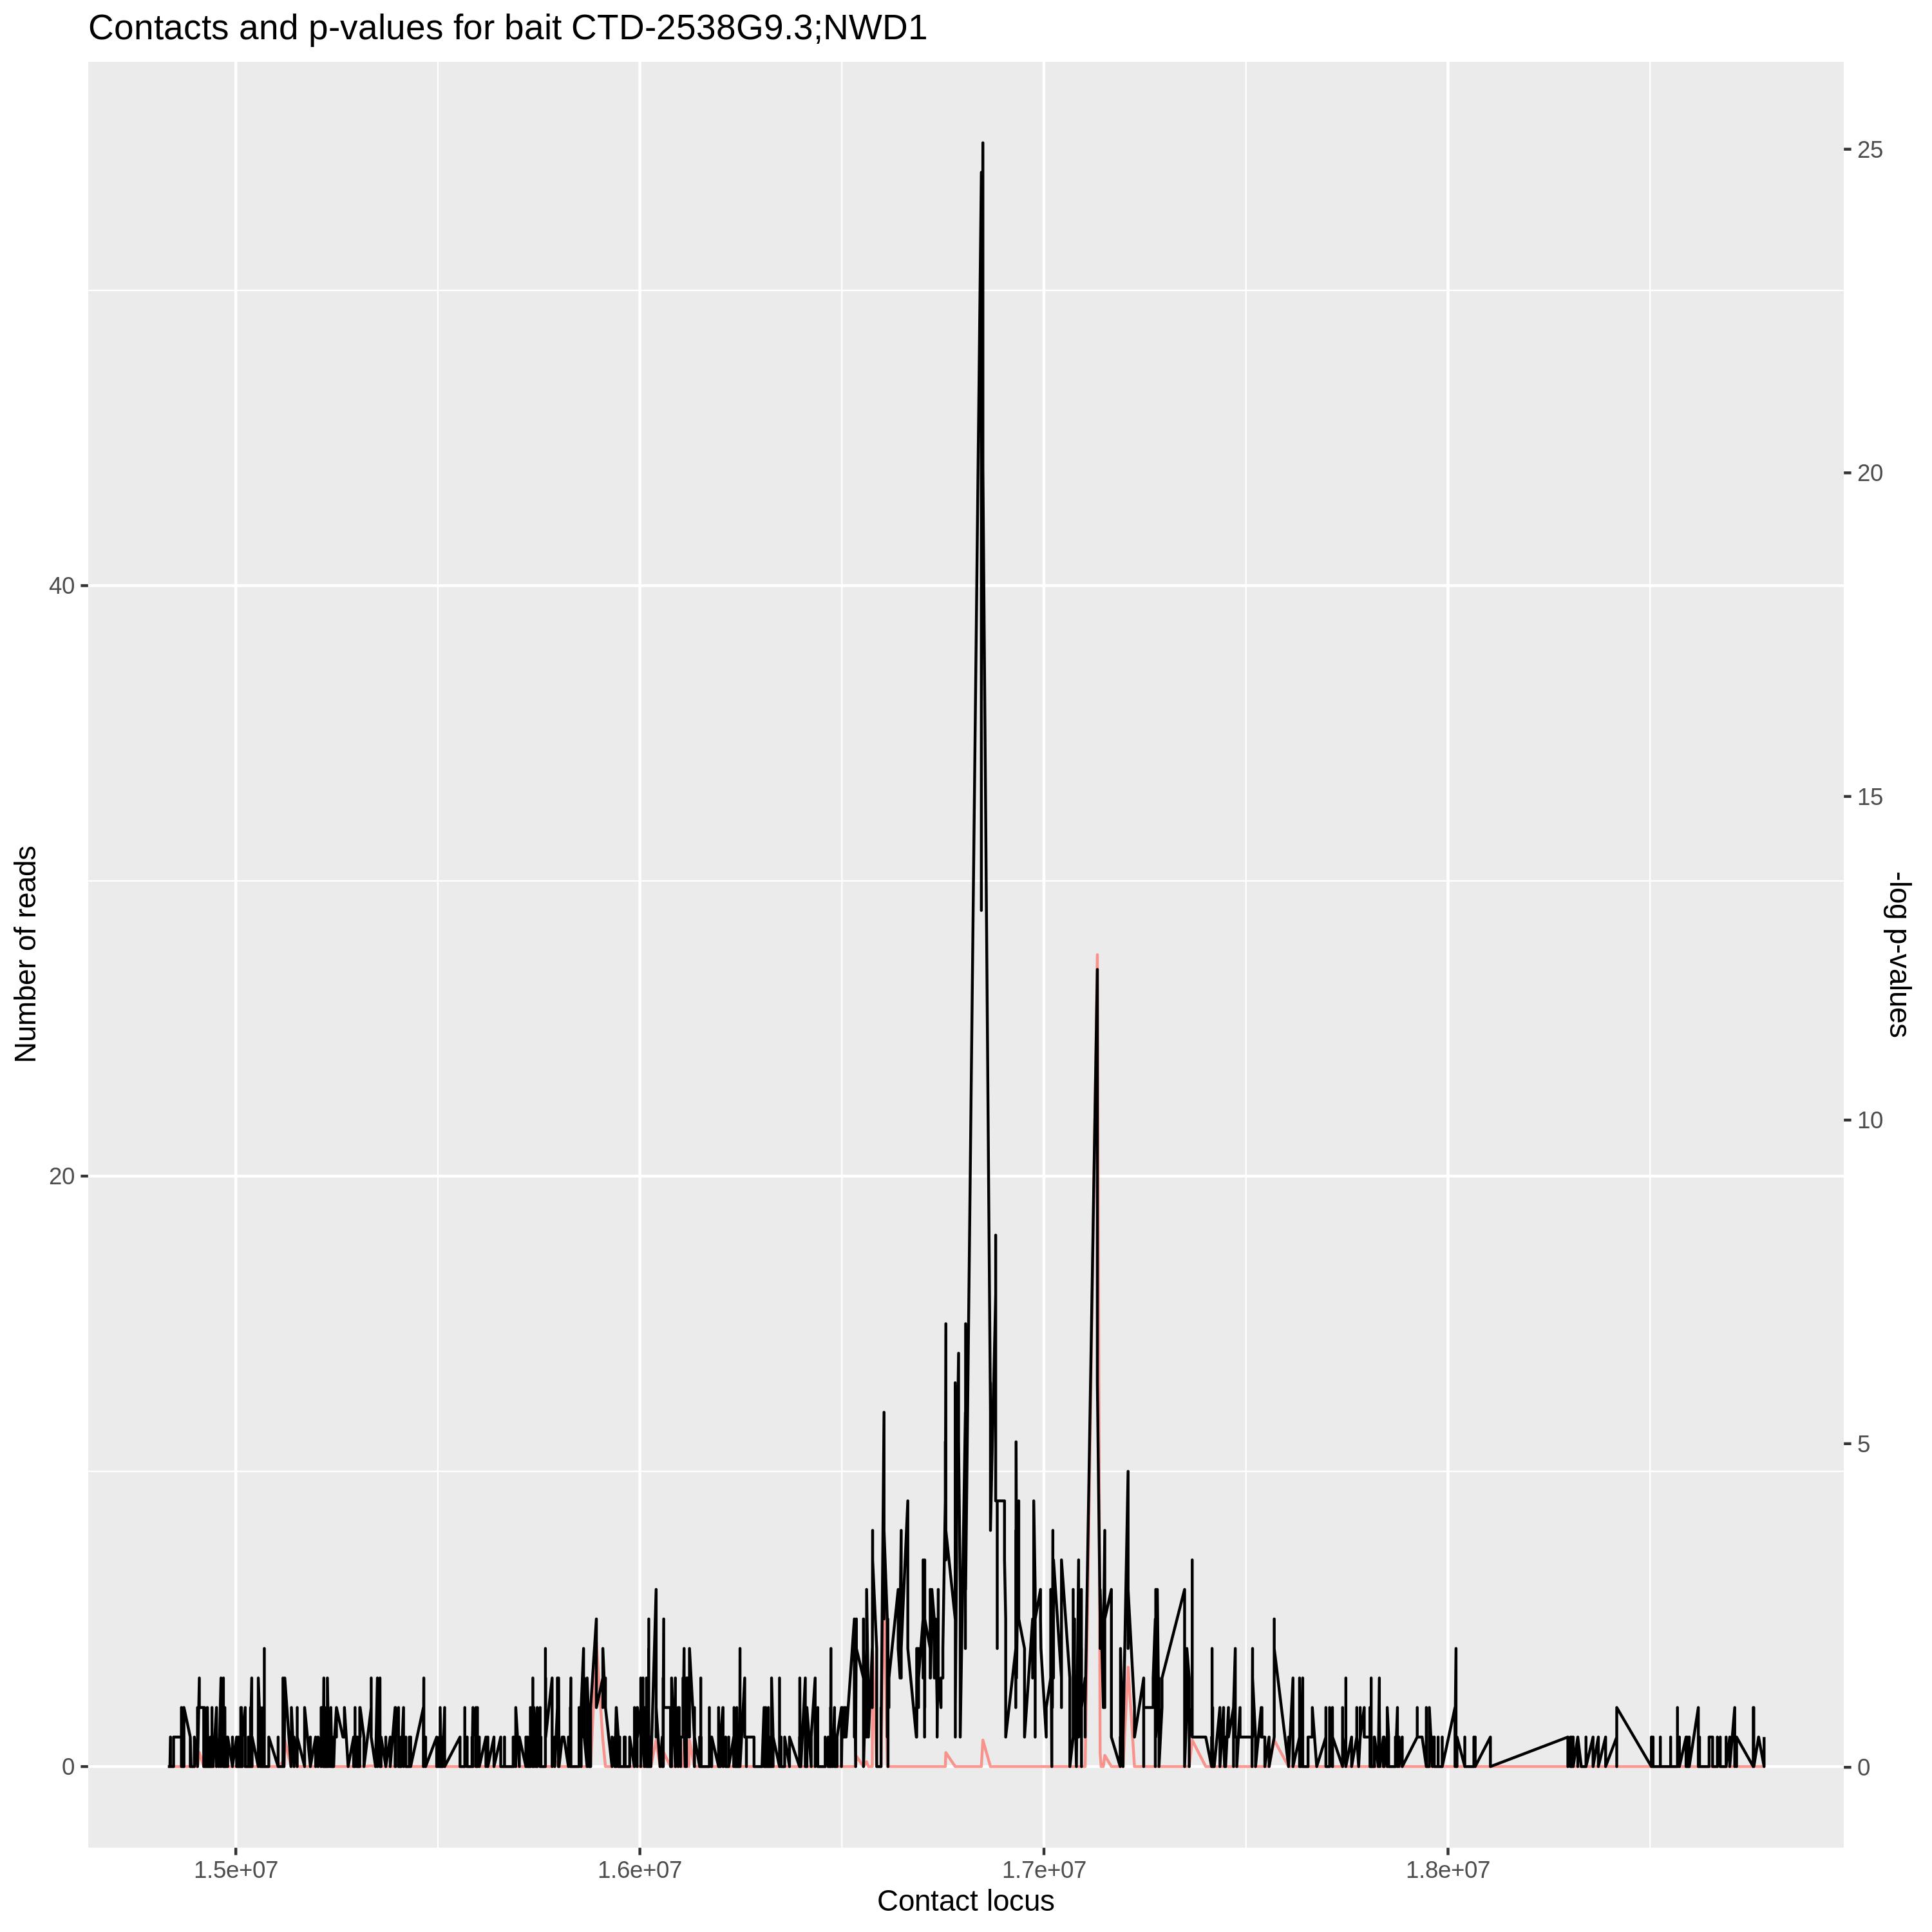 Contacts and p-values for bait CTD-2538G9.3;NWD1
Number of reads
40
20
0
25
20
15
10
5
0
-log p-values
1.5e+07 1.6e+07 1.7e+07 1.8e+07
Contact locus